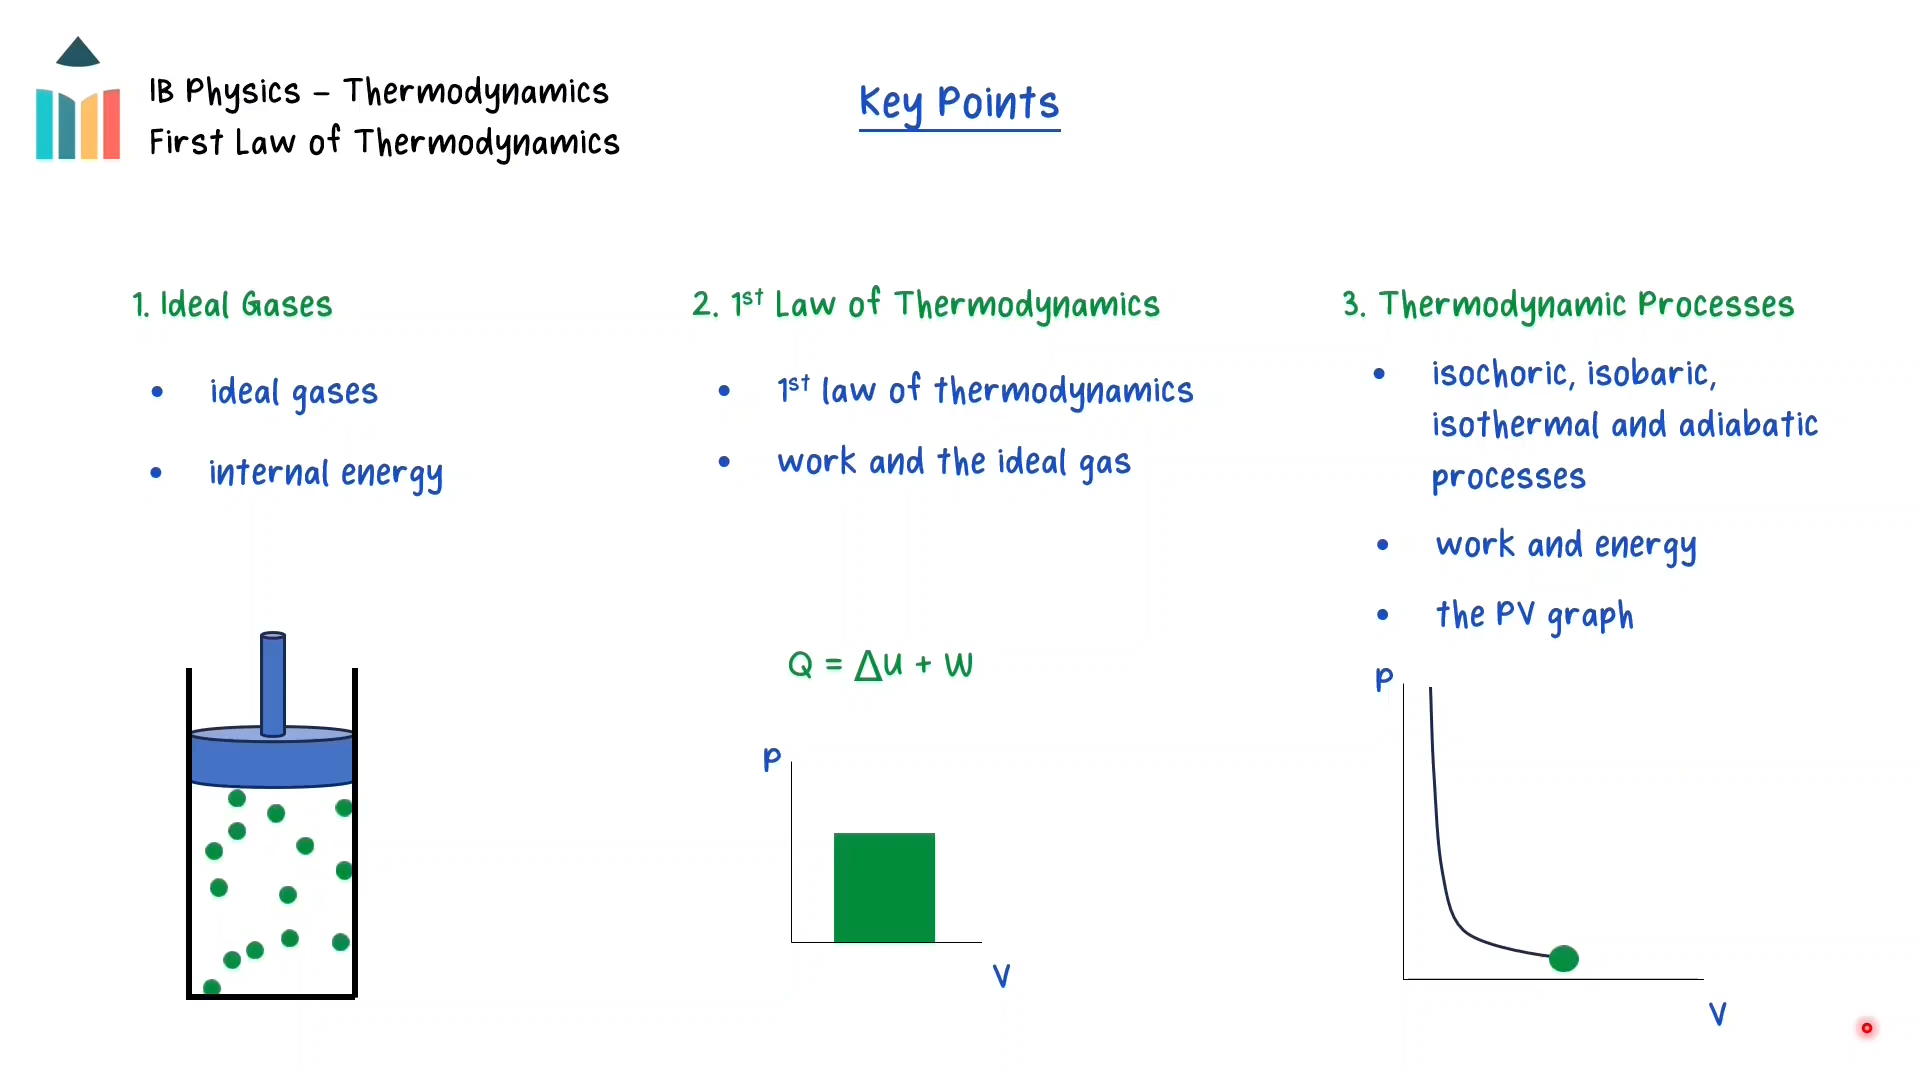 IB Physics – Thermodynamics
First Law of Thermodynamics
Key Points
1. Ideal Gases
• ideal gases
• internal energy
2. 1st Law of Thermodynamics
• 1st law of thermodynamics
• work and the ideal gas
Q = ΔU + W
P
V
3. Thermodynamic Processes
• isochoric, isobaric,
isothermal and adiabatic
processes
• work and energy
• the PV graph
P
V